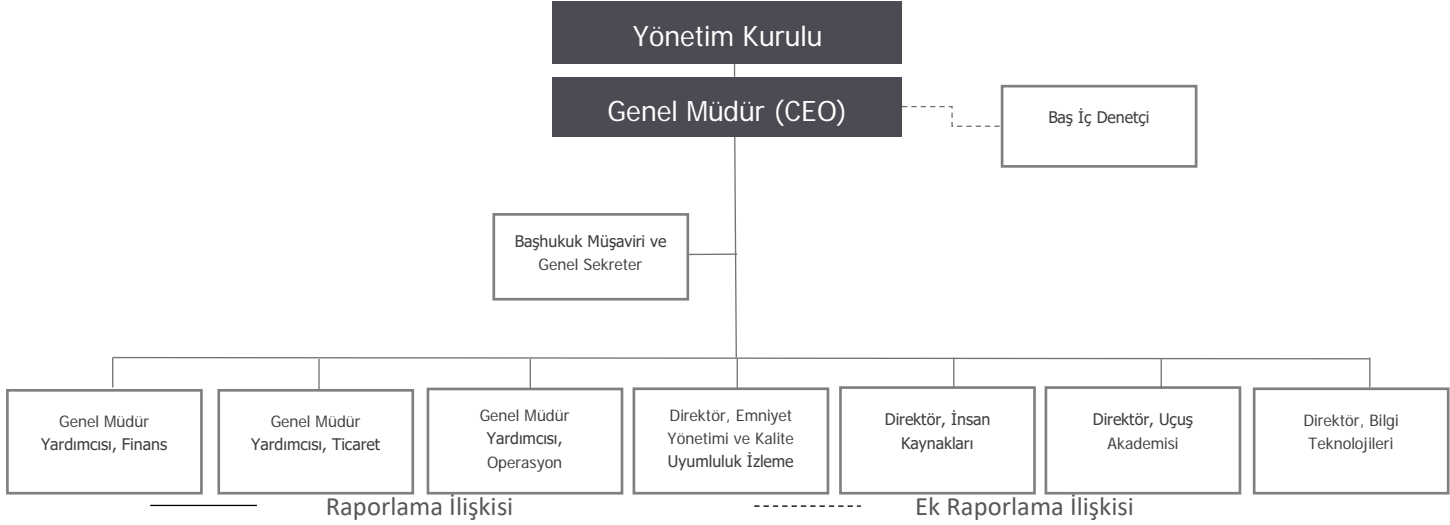 Yönetim Kurulu
Genel Müdür (CEO)
Baş İç Denetçi
Başhukuk Müşaviri ve
Genel Sekreter
Genel Müdür
Yardımcısı, Finans
Genel Müdür
Yardımcısı, Ticaret
Genel Müdür
Yardımcısı,
Operasyon
Direktör, Emniyet
Yönetimi ve Kalite
Uyumluluk İzleme
Direktör, İnsan
Kaynakları
Direktör, Uçuş
Akademisi
Direktör, Bilgi
Teknolojileri
Raporlama İlişkisi
Ek Raporlama İlişkisi